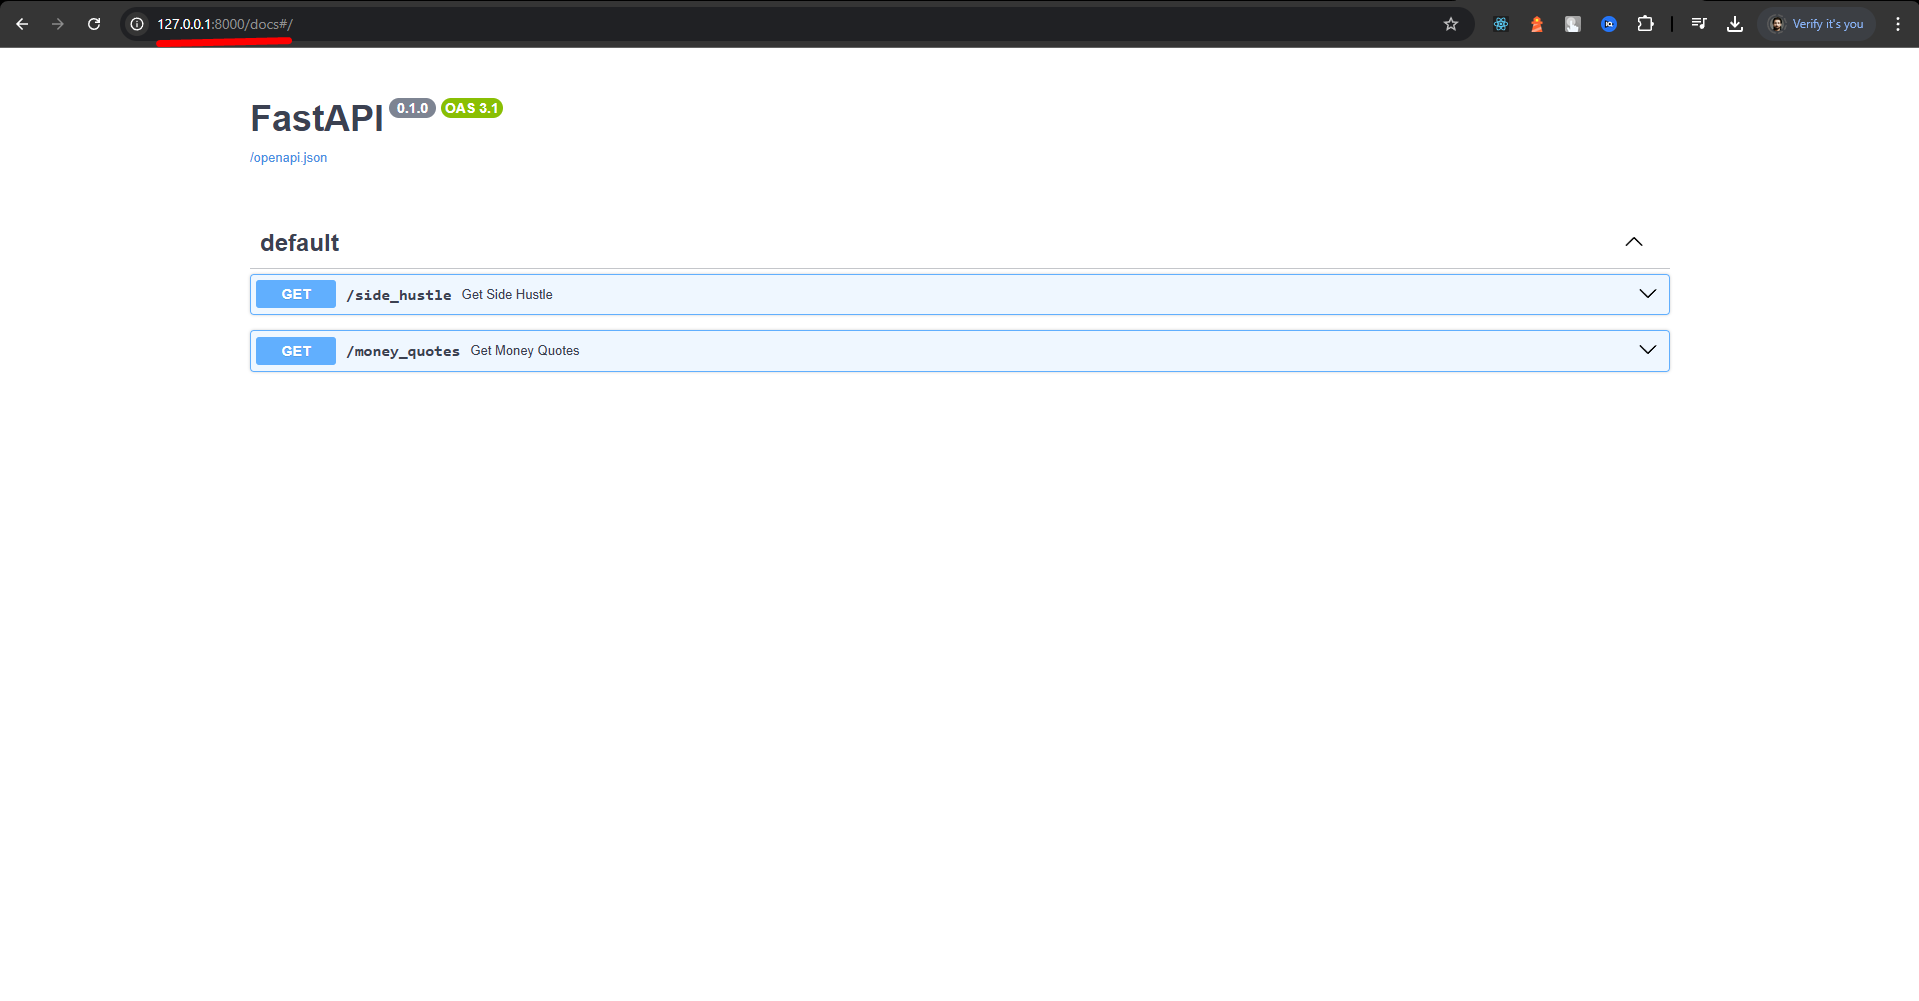 127.0.0.1:8000/docs#/
Verify it's you
FastAPI 0.1.0 OAS 3.1
/openapi.json
default
GET /side_hustle Get Side Hustle
GET /money_quotes Get Money Quotes